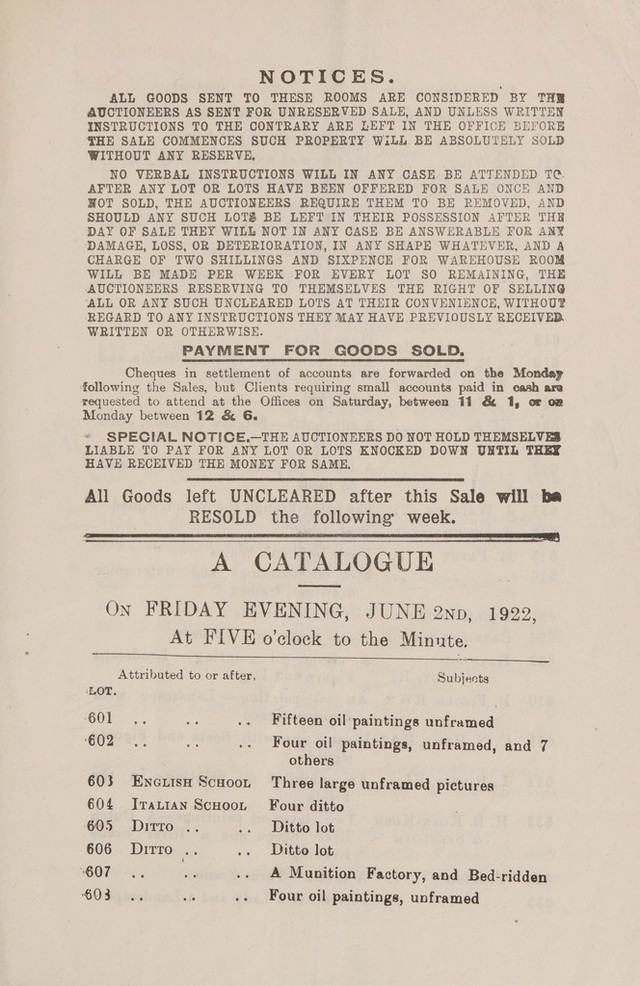 NOTICES.
ALL GOODS SENT TO THESE ROOMS ARE CONSIDERED BY THE
AUCTIONEERS AS SENT FOR UNRESERVED SALE, AND UNLESS WRITTEN
INSTRUCTIONS TO THE CONTRARY ARE LEFT IN THE OFFICE BEFORE
THE SALE COMMENCES SUCH PROPERTY WILL BE ABSOLUTELY SOLD
WITHOUT ANY RESERVE.
NO VERBAL INSTRUCTIONS WILL IN ANY CASE BE ATTENDED TO.
AFTER ANY LOT OR LOTS HAVE BEEN OFFERED FOR SALE ONCE AND
NOT SOLD, THE AUCTIONEERS REQUIRE THEM TO BE REMOVED, AND
SHOULD ANY SUCH LOTS BE LEFT IN THEIR POSSESSION AFTER THE
DAY OF SALE THEY WILL NOT IN ANY CASE BE ANSWERABLE FOR ANY
DAMAGE, LOSS, OR DETERIORATION, IN ANY SHAPE WHATEVER, AND A
CHARGE OF TWO SHILLINGS AND SIXPENCE FOR WAREHOUSE ROOM
WILL BE MADE PER WEEK FOR EVERY LOT SO REMAINING, THE
AUCTIONEERS RESERVING TO THEMSELVES THE RIGHT OF SELLING
ALL OR ANY SUCH UNCLEARED LOTS AT THEIR CONVENIENCE, WITHOUT
REGARD TO ANY INSTRUCTIONS THEY MAY HAVE PREVIOUSLY RECEIVED.
WRITTEN OR OTHERWISE.
PAYMENT FOR GOODS SOLD.
Cheques in settlement of accounts are forwarded on the Monday
following the Sales, but Clients requiring small accounts paid in cash are
requested to attend at the Offices on Saturday, between 11 & 1, or on
Monday between 12 & 6.
SPECIAL NOTICE.—THE AUCTIONEERS DO NOT HOLD THEMSELVES
LIABLE TO PAY FOR ANY LOT OR LOTS KNOCKED DOWN UNTIL THEY
HAVE RECEIVED THE MONEY FOR SAME.
All Goods left UNCLEARED after this Sale will be
RESOLD the following week.
A CATALOGUE
On FRIDAY EVENING, JUNE 2ND, 1922,
At FIVE o'clock to the Minute.
Attributed to or after, Subjects
LOT.
601 .. .. .. Fifteen oil paintings unframed
602 .. .. .. Four oil paintings, unframed, and 7
others
603 ENGLISH SCHOOL Three large unframed pictures
604 ITALIAN SCHOOL Four ditto
605 DITTO .. .. Ditto lot
606 DITTO .. .. Ditto lot
607 .. .. .. A Munition Factory, and Bed-ridden
603 .. .. .. Four oil paintings, unframed